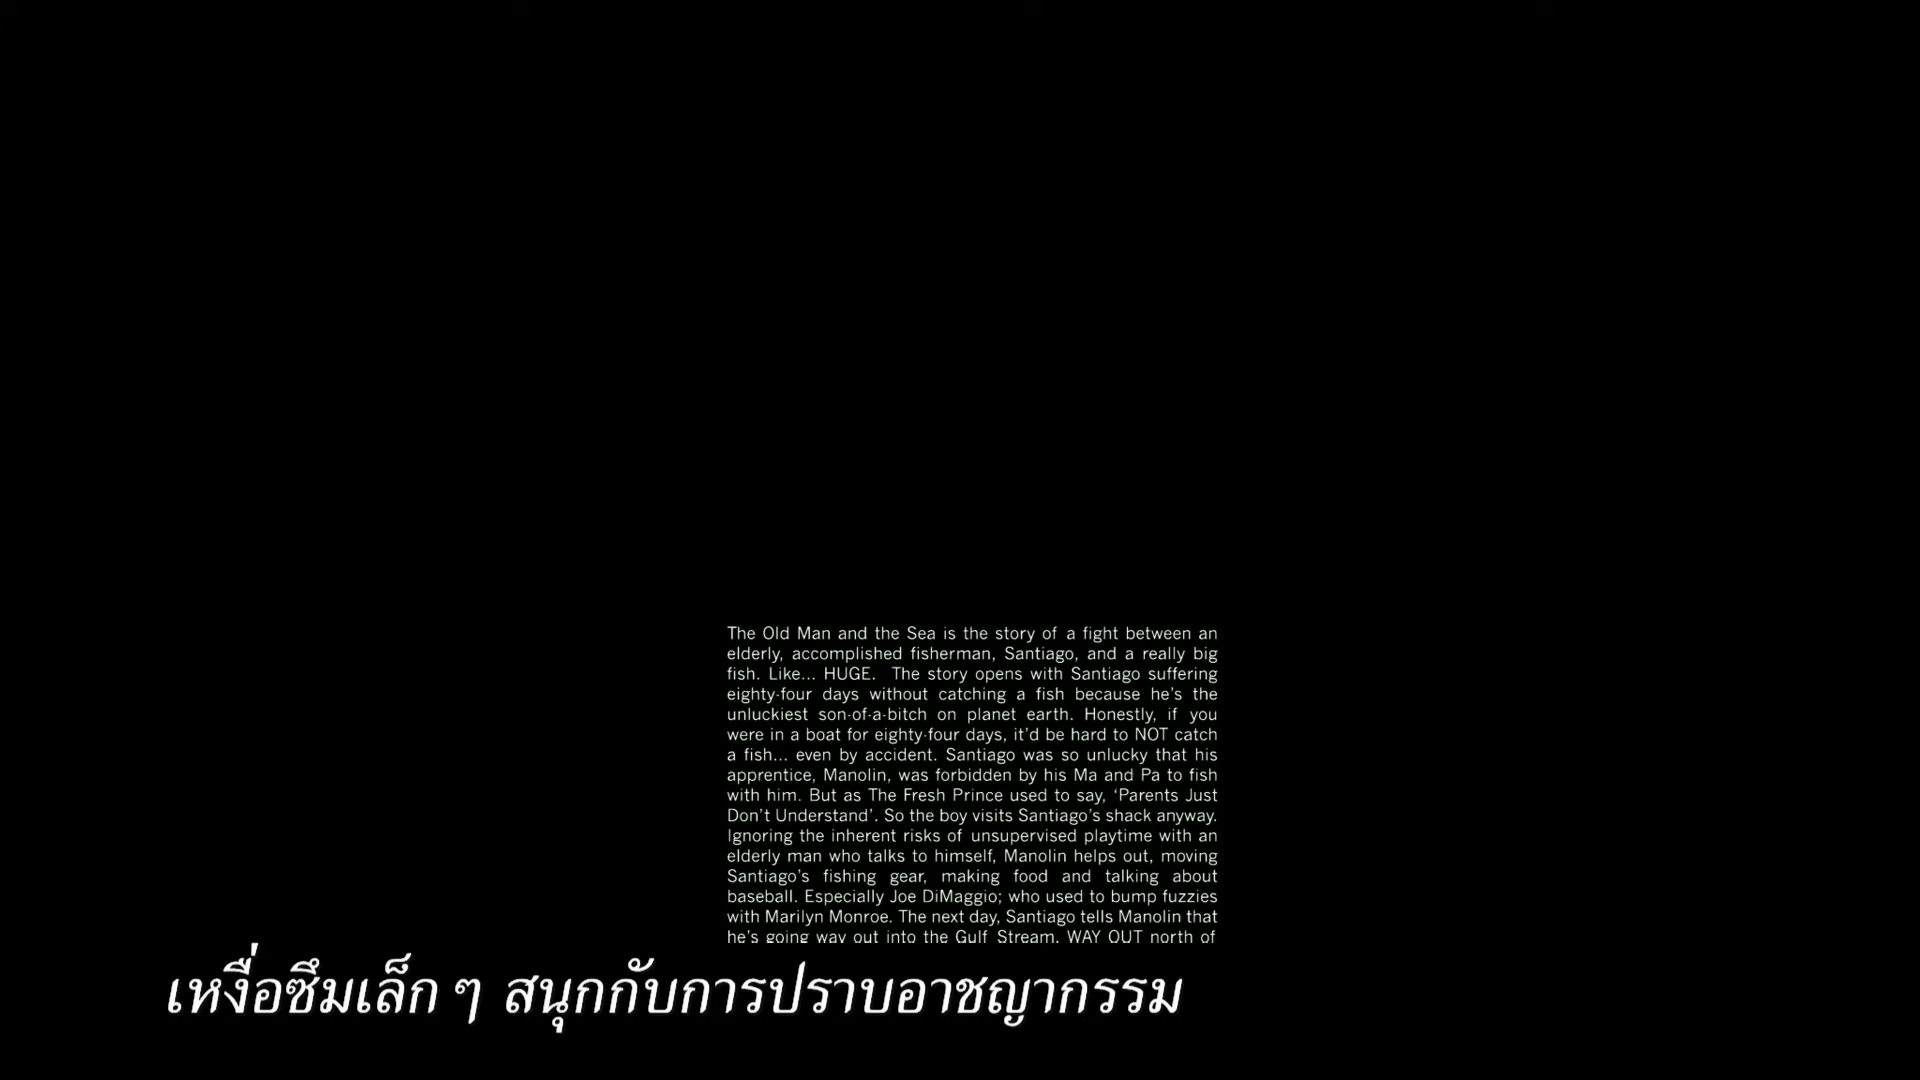 The Old Man and the Sea is the story of a fight between an
elderly, accomplished fisherman, Santiago, and a really big
fish. Like... HUGE.  The story opens with Santiago suffering
eighty-four days without catching a fish because he's the
unluckiest son-of-a-bitch on planet earth. Honestly, if you
were in a boat for eighty-four days, it'd be hard to NOT catch
a fish... even by accident. Santiago was so unlucky that his
apprentice, Manolin, was forbidden by his Ma and Pa to fish
with him. But as The Fresh Prince used to say, ‘Parents Just
Don't Understand’. So the boy visits Santiago's shack anyway.
Ignoring the inherent risks of unsupervised playtime with an
elderly man who talks to himself, Manolin helps out, moving
Santiago's fishing gear, making food and talking about
baseball. Especially Joe DiMaggio; who used to bump fuzzies
with Marilyn Monroe. The next day, Santiago tells Manolin that
he's going way out into the Gulf Stream. WAY OUT north of
เหงื่อซึมเล็ก ๆ สนุกกับการปราบอาชญากรรม